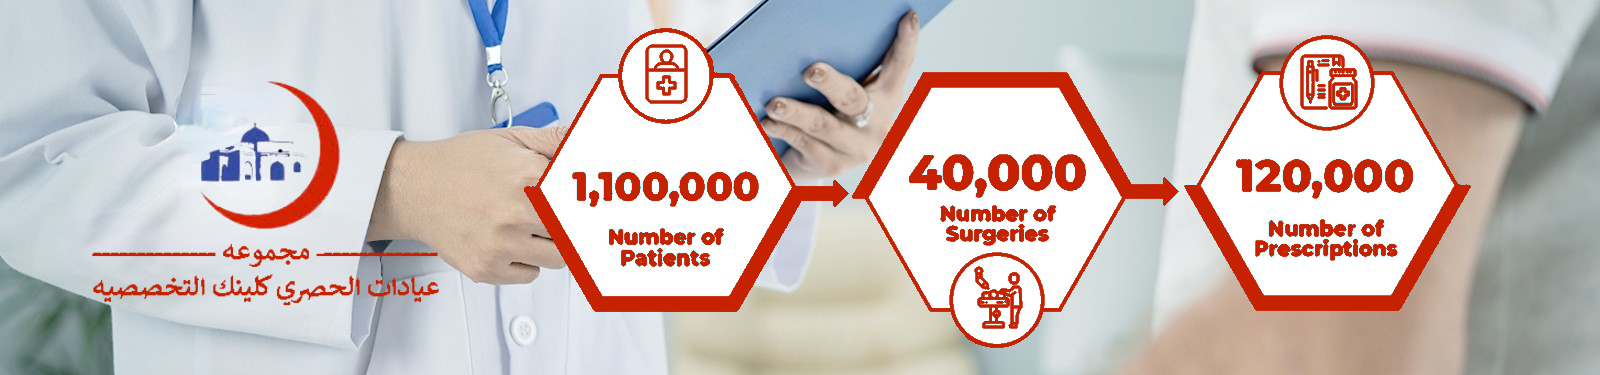 مجموعه
عيادات الحصري كلينك التخصصيه
1,100,000
Number of
Patients
40,000
Number of
Surgeries
120,000
Number of
Prescriptions